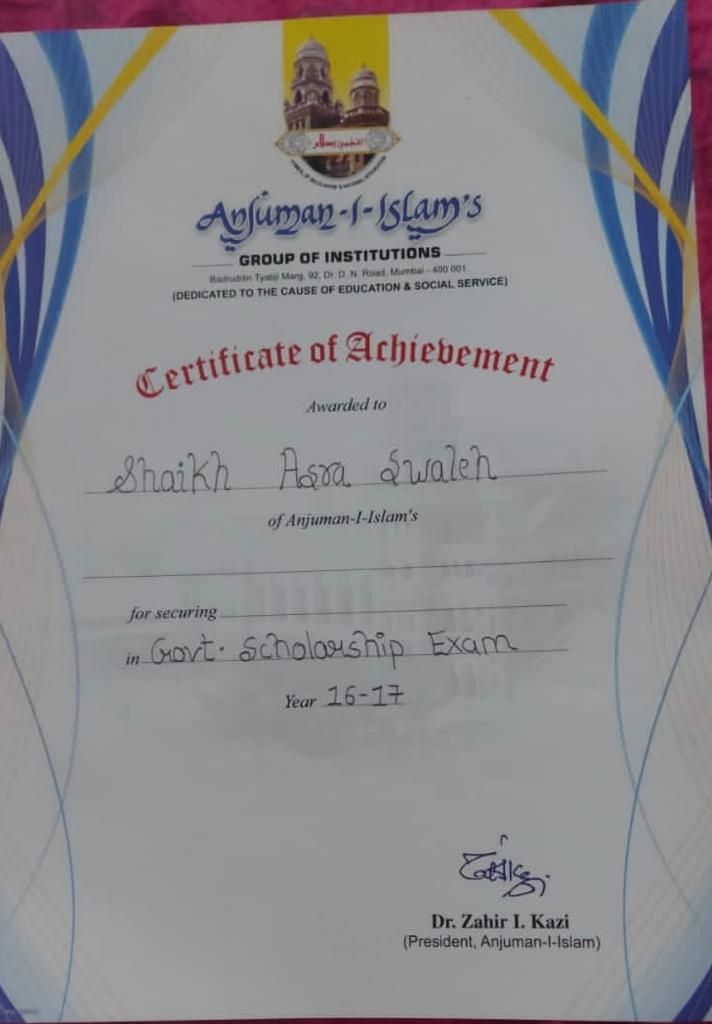 انجمن اسلام
Anjuman-I-Islam's
GROUP OF INSTITUTIONS
Badruddin Tyabji Marg, 92, Dr. D. N. Road, Mumbai - 400 001.
(DEDICATED TO THE CAUSE OF EDUCATION & SOCIAL SERVICE)
Certificate of Achievement
Awarded to
Shaikh Asra Swaleh
of Anjuman-I-Islam's
for securing
in Govt. Scholarship Exam
Year 16-17
Dr. Zahir I. Kazi
(President, Anjuman-I-Islam)